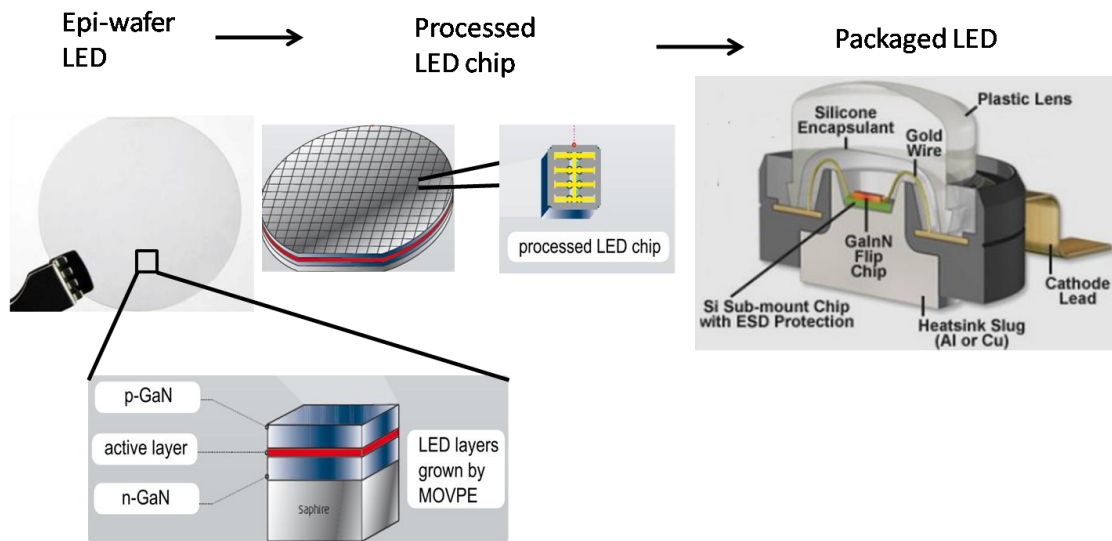 Epi-wafer
LED
Processed
LED chip
Packaged LED
processed LED chip
Plastic Lens
Silicone
Encapsulant
Gold
Wire
GaInN
Flip
Chip
Cathode
Lead
Si Sub-mount Chip
with ESD Protection
Heatsink Slug
(Al or Cu)
p-GaN
active layer
n-GaN
LED layers
grown by
MOVPE
Saphire